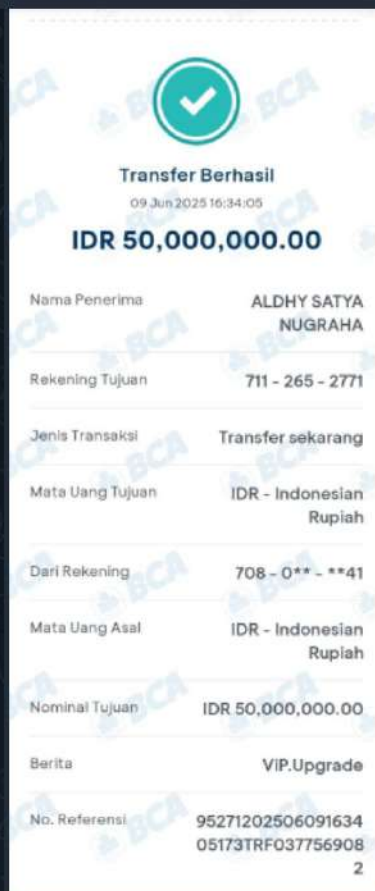 Transfer Berhasil
09 Jun 2025 16:34:05
IDR 50,000,000.00
Nama Penerima ALDHY SATYA
NUGRAHA
Rekening Tujuan 711 - 265 - 2771
Jenis Transaksi Transfer sekarang
Mata Uang Tujuan IDR - Indonesian
Rupiah
Dari Rekening 708 - 0** - **41
Mata Uang Asal IDR - Indonesian
Rupiah
Nominal Tujuan IDR 50,000,000.00
Berita ViP.Upgrade
No. Referensi 95271202506091634
05173TRF037756908
2